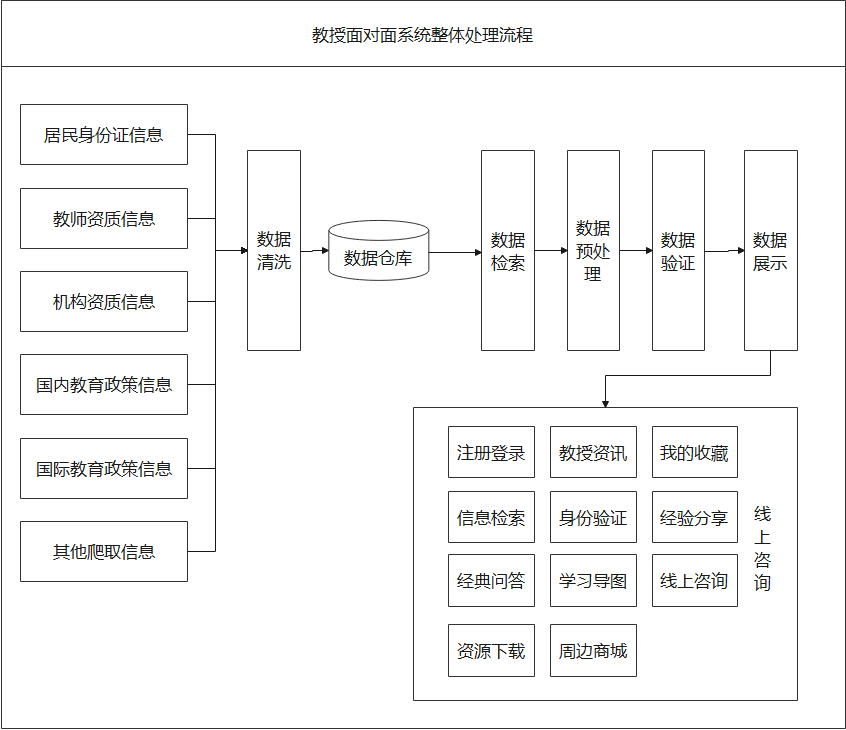 教授面对面系统整体处理流程
居民身份证信息
教师资质信息
机构资质信息
国内教育政策信息
国际教育政策信息
其他爬取信息
数据
清洗
数据仓库
数据
检索
数据
预处
理
数据
验证
数据
展示
注册登录
教授资讯
我的收藏
信息检索
身份验证
经验分享
经典问答
学习导图
线上咨询
资源下载
周边商城
线
上
咨
询